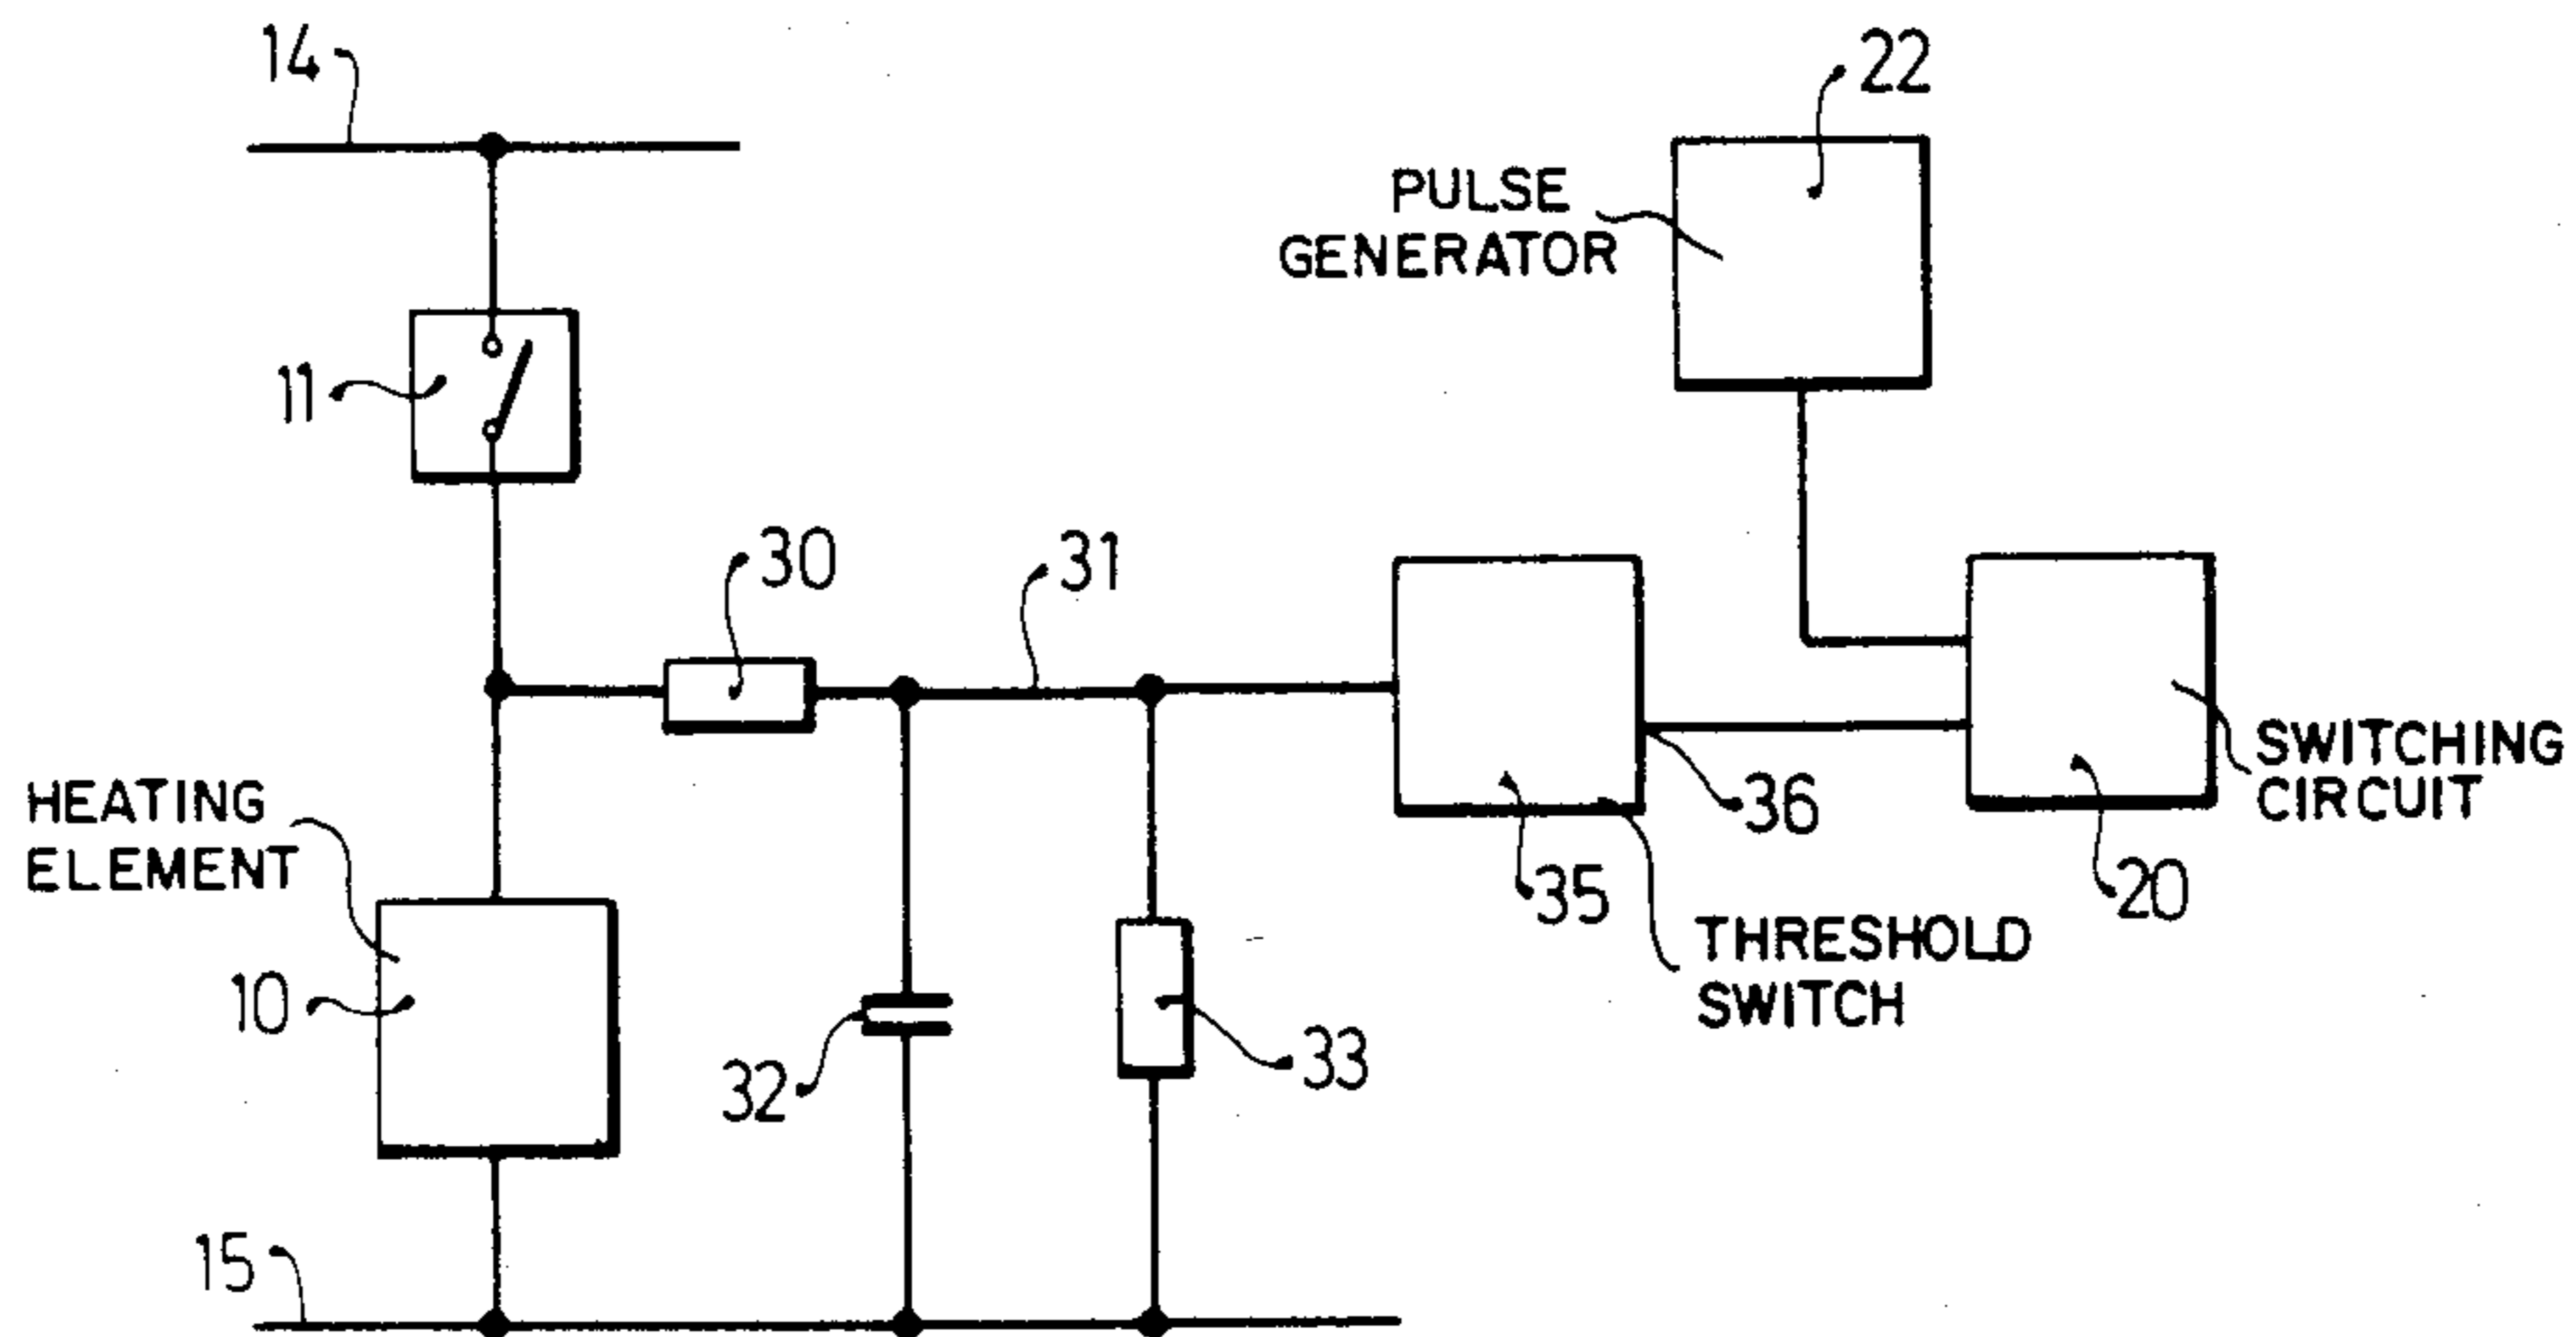 14
22
PULSE
GENERATOR
11
30
31
HEATING
ELEMENT
10
32
33
35
36
THRESHOLD
SWITCH
SWITCHING
CIRCUIT
20
15